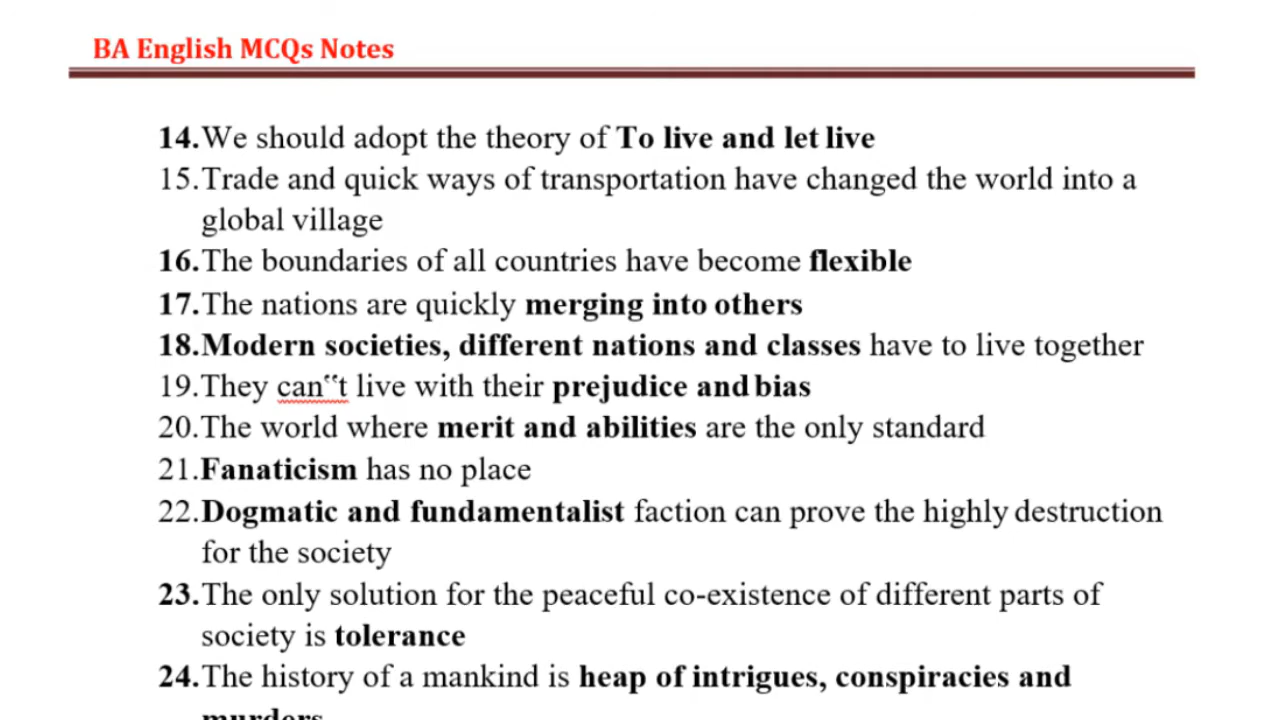 BA English MCQs Notes
14.We should adopt the theory of To live and let live
15.Trade and quick ways of transportation have changed the world into a
global village
16.The boundaries of all countries have become flexible
17.The nations are quickly merging into others
18.Modern societies, different nations and classes have to live together
19.They can‟‟t live with their prejudice and bias
20.The world where merit and abilities are the only standard
21.Fanaticism has no place
22.Dogmatic and fundamentalist faction can prove the highly destruction
for the society
23.The only solution for the peaceful co-existence of different parts of
society is tolerance
24.The history of a mankind is heap of intrigues, conspiracies and
murders